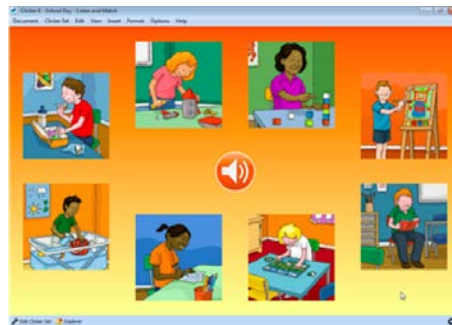 Clicker 6 - School Day - Listen and Match
Document Clicker Set Edit View Insert Format Options Help
Edit Clicker Set Explorer